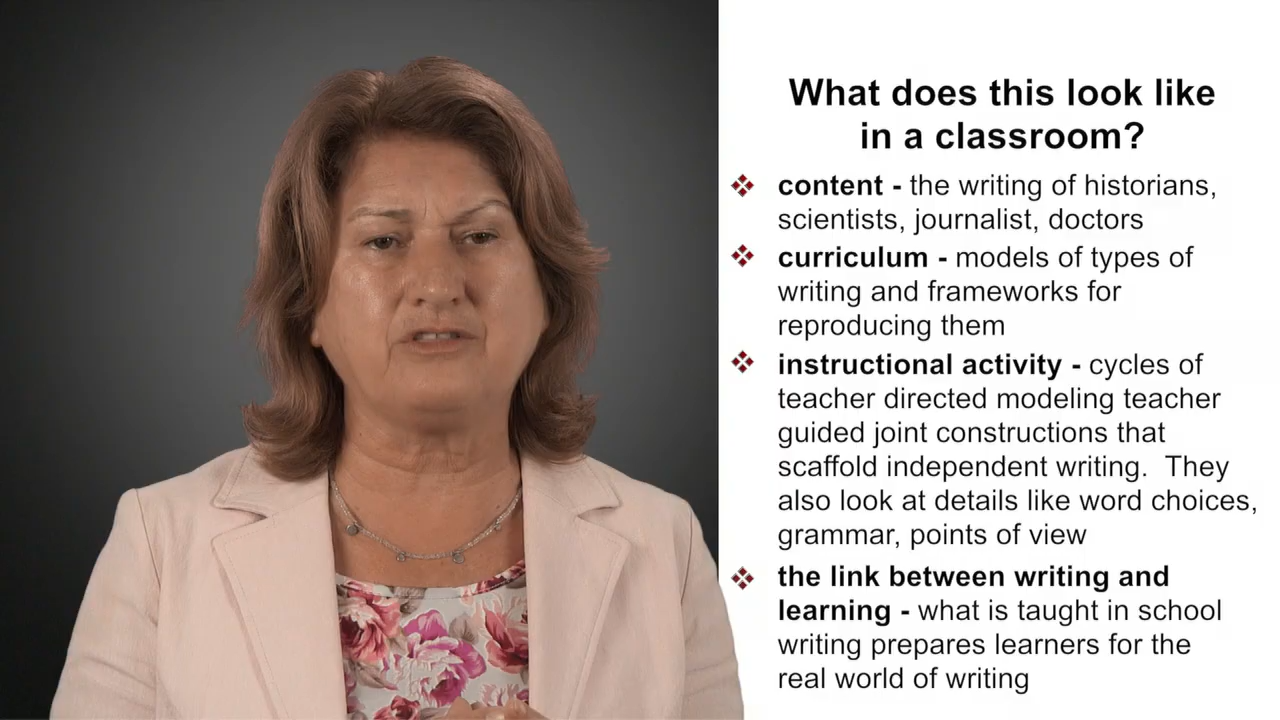 What does this look like
in a classroom?
content - the writing of historians,
scientists, journalist, doctors
curriculum - models of types of
writing and frameworks for
reproducing them
instructional activity - cycles of
teacher directed modeling teacher
guided joint constructions that
scaffold independent writing.  They
also look at details like word choices,
grammar, points of view
the link between writing and
learning - what is taught in school
writing prepares learners for the
real world of writing